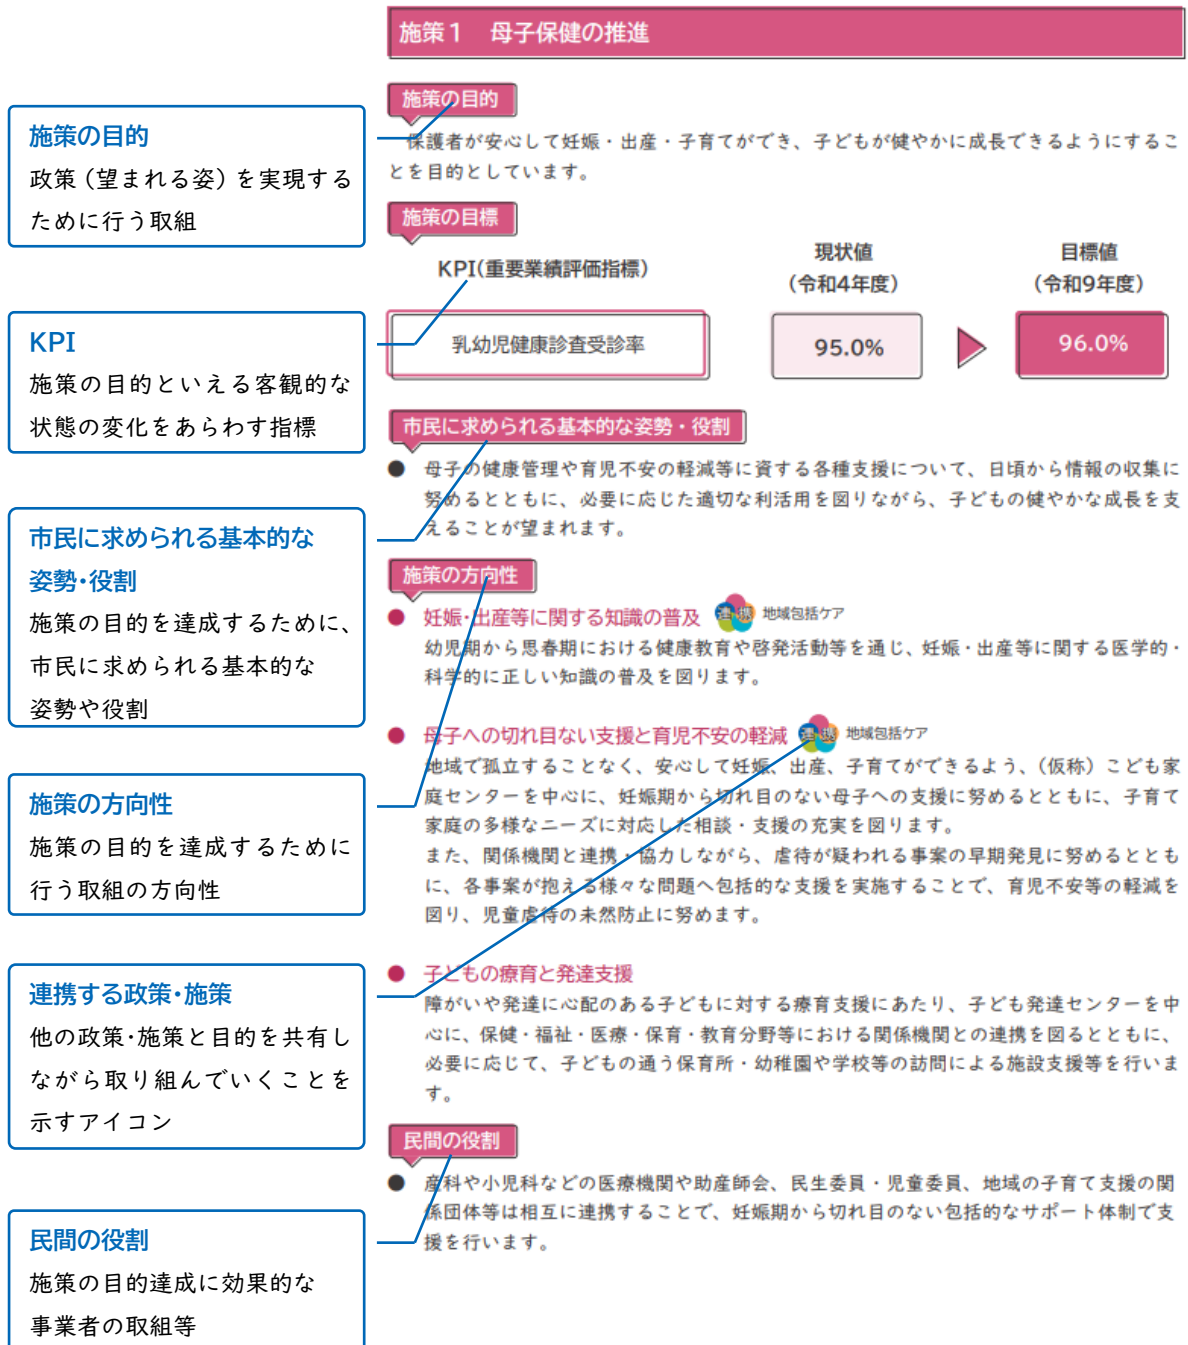 施策1 母子保健の推進
施策の目的
保護者が安心して妊娠・出産・子育てができ、子どもが健やかに成長できるようにするこ
とを目的としています。
施策の目標
KPI(重要業績評価指標)
現状値
(令和4年度)
目標値
(令和9年度)
乳幼児健康診査受診率
95.0%
96.0%
市民に求められる基本的な姿勢・役割
● 母子の健康管理や育児不安の軽減等に資する各種支援について、日頃から情報の収集に
努めるとともに、必要に応じた適切な利活用を図りながら、子どもの健やかな成長を支
えることが望まれます。
施策の方向性
● 妊娠・出産等に関する知識の普及 連携 地域包括ケア
幼児期から思春期における健康教育や啓発活動等を通じ、妊娠・出産等に関する医学的・
科学的に正しい知識の普及を図ります。
● 母子への切れ目ない支援と育児不安の軽減 連携 地域包括ケア
地域で孤立することなく、安心して妊娠、出産、子育てができるよう、(仮称)こども家
庭センターを中心に、妊娠期から切れ目のない母子への支援に努めるとともに、子育て
家庭の多様なニーズに対応した相談・支援の充実を図ります。
また、関係機関と連携・協力しながら、虐待が疑われる事案の早期発見に努めるととも
に、各事案が抱える様々な問題へ包括的な支援を実施することで、育児不安等の軽減を
図り、児童虐待の未然防止に努めます。
● 子どもの療育と発達支援
障がいや発達に心配のある子どもに対する療育支援にあたり、子ども発達センターを中
心に、保健・福祉・医療・保育・教育分野等における関係機関との連携を図るとともに、
必要に応じて、子どもの通う保育所・幼稚園や学校等の訪問による施設支援等を行いま
す。
民間の役割
● 産科や小児科などの医療機関や助産師会、民生委員・児童委員、地域の子育て支援の関
係団体等は相互に連携することで、妊娠期から切れ目のない包括的なサポート体制で支
援を行います。
施策の目的
政策(望まれる姿)を実現する
ために行う取組
KPI
施策の目的といえる客観的な
状態の変化をあらわす指標
市民に求められる基本的な
姿勢・役割
施策の目的を達成するために、
市民に求められる基本的な
姿勢や役割
施策の方向性
施策の目的を達成するために
行う取組の方向性
連携する政策・施策
他の政策・施策と目的を共有し
ながら取り組んでいくことを
示すアイコン
民間の役割
施策の目的達成に効果的な
事業者の取組等